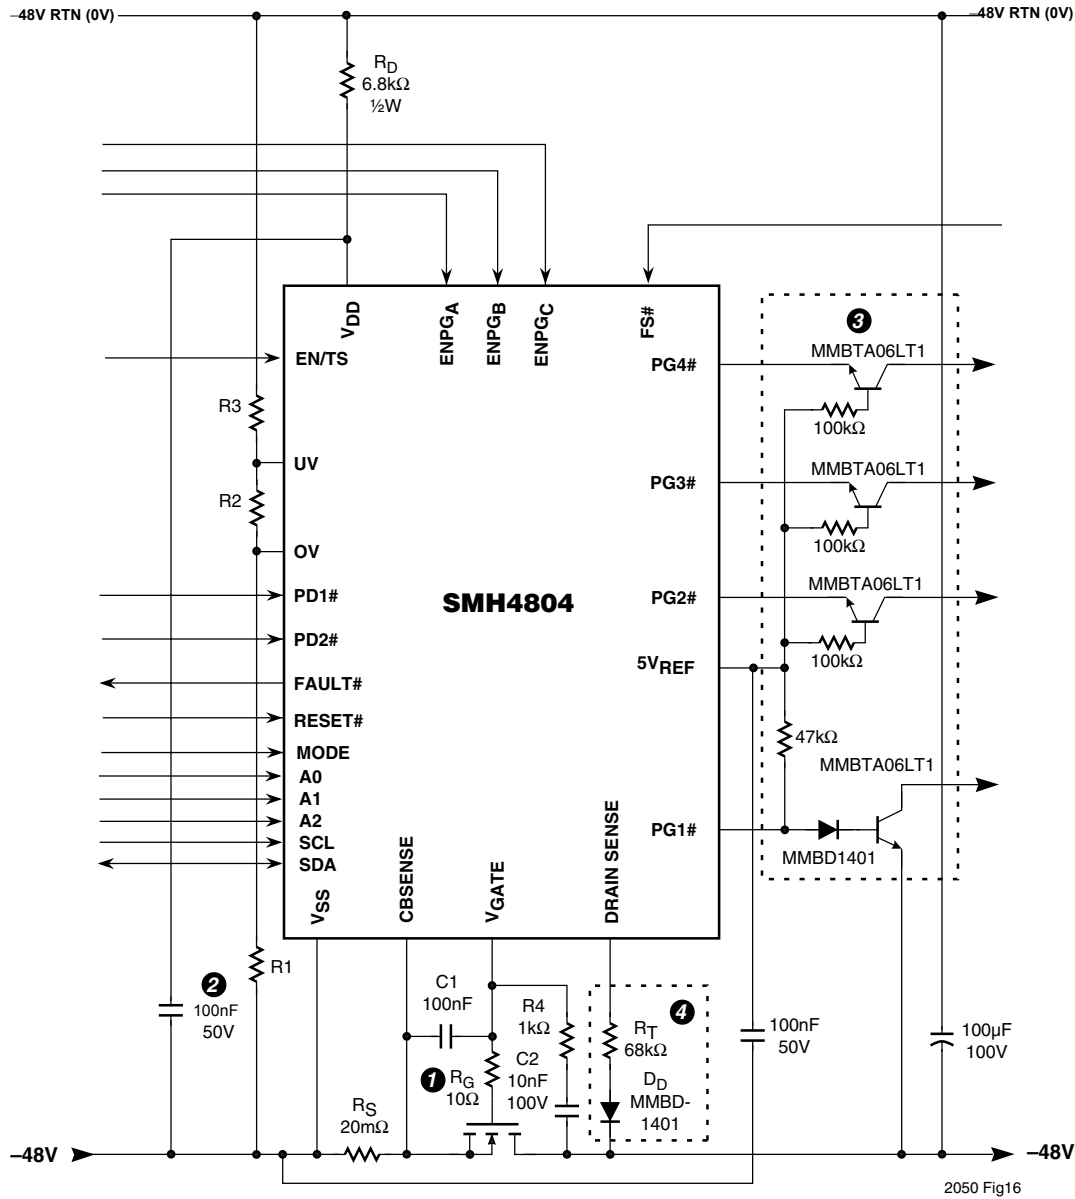 –48V RTN (0V)
–48V RTN (0V)
RD
6.8kΩ
½W
VDD
ENPGA
ENPGB
ENPGC
FS#
EN/TS
R3
UV
R2
OV
PD1#
PD2#
FAULT#
RESET#
MODE
A0
A1
A2
SCL
SDA
SMH4804
PG4#
PG3#
PG2#
5VREF
PG1#
VSS
CBSENSE
VGATE
DRAIN SENSE
3
MMBTA06LT1
100kΩ
MMBTA06LT1
100kΩ
MMBTA06LT1
100kΩ
47kΩ
MMBTA06LT1
MMBD1401
R1
2
100nF
50V
C1
100nF
1
RG
10Ω
R4
1kΩ
C2
10nF
100V
4
RT
68kΩ
DD
MMBD-
1401
100nF
50V
100µF
100V
RS
20mΩ
–48V
–48V
2050 Fig16